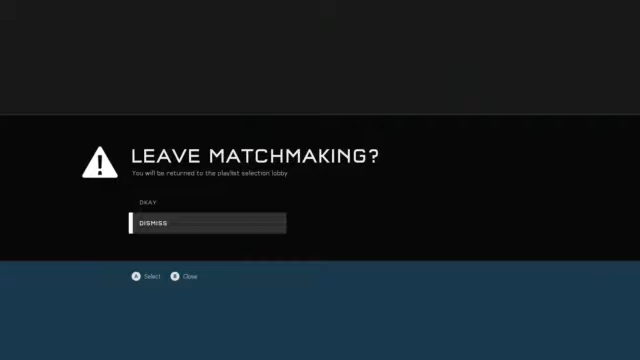 LEAVE MATCHMAKING?
You will be returned to the playlist selection lobby
OKAY
DISMISS
A Select B Close